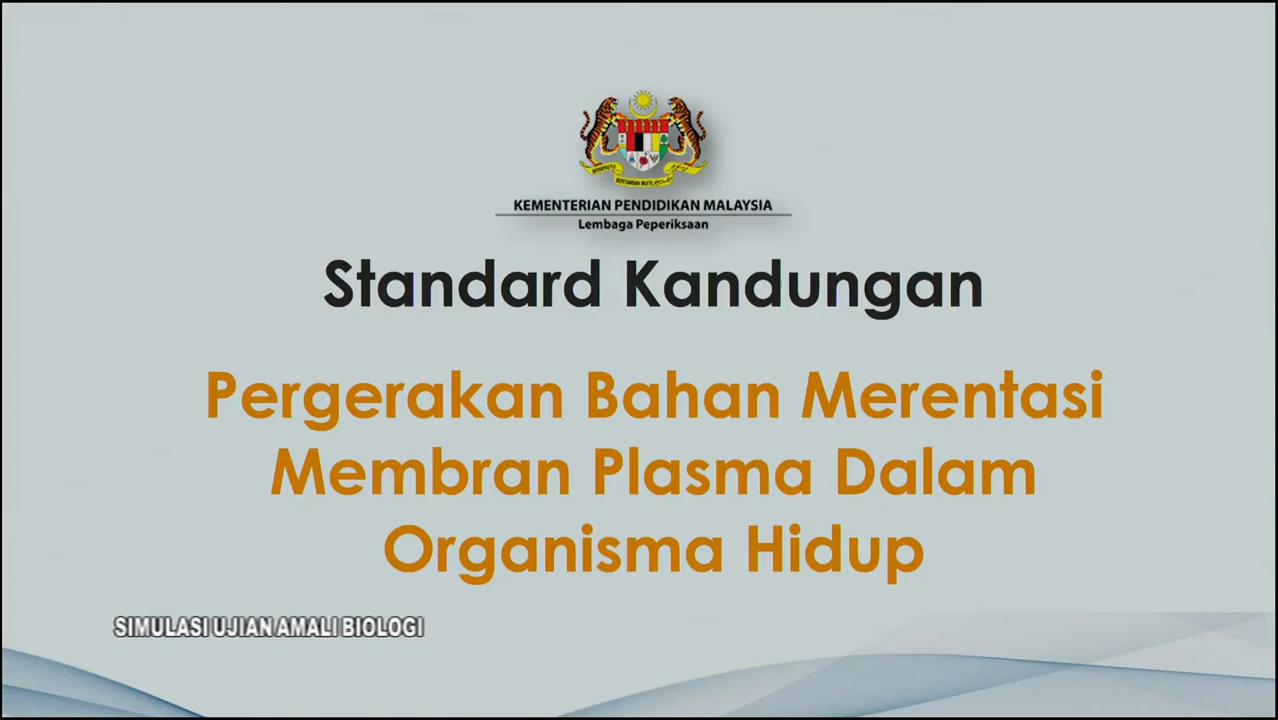 KEMENTERIAN PENDIDIKAN MALAYSIA
Lembaga Peperiksaan
Standard Kandungan
Pergerakan Bahan Merentasi
Membran Plasma Dalam
Organisma Hidup
SIMULASI UJIAN AMALI BIOLOGI